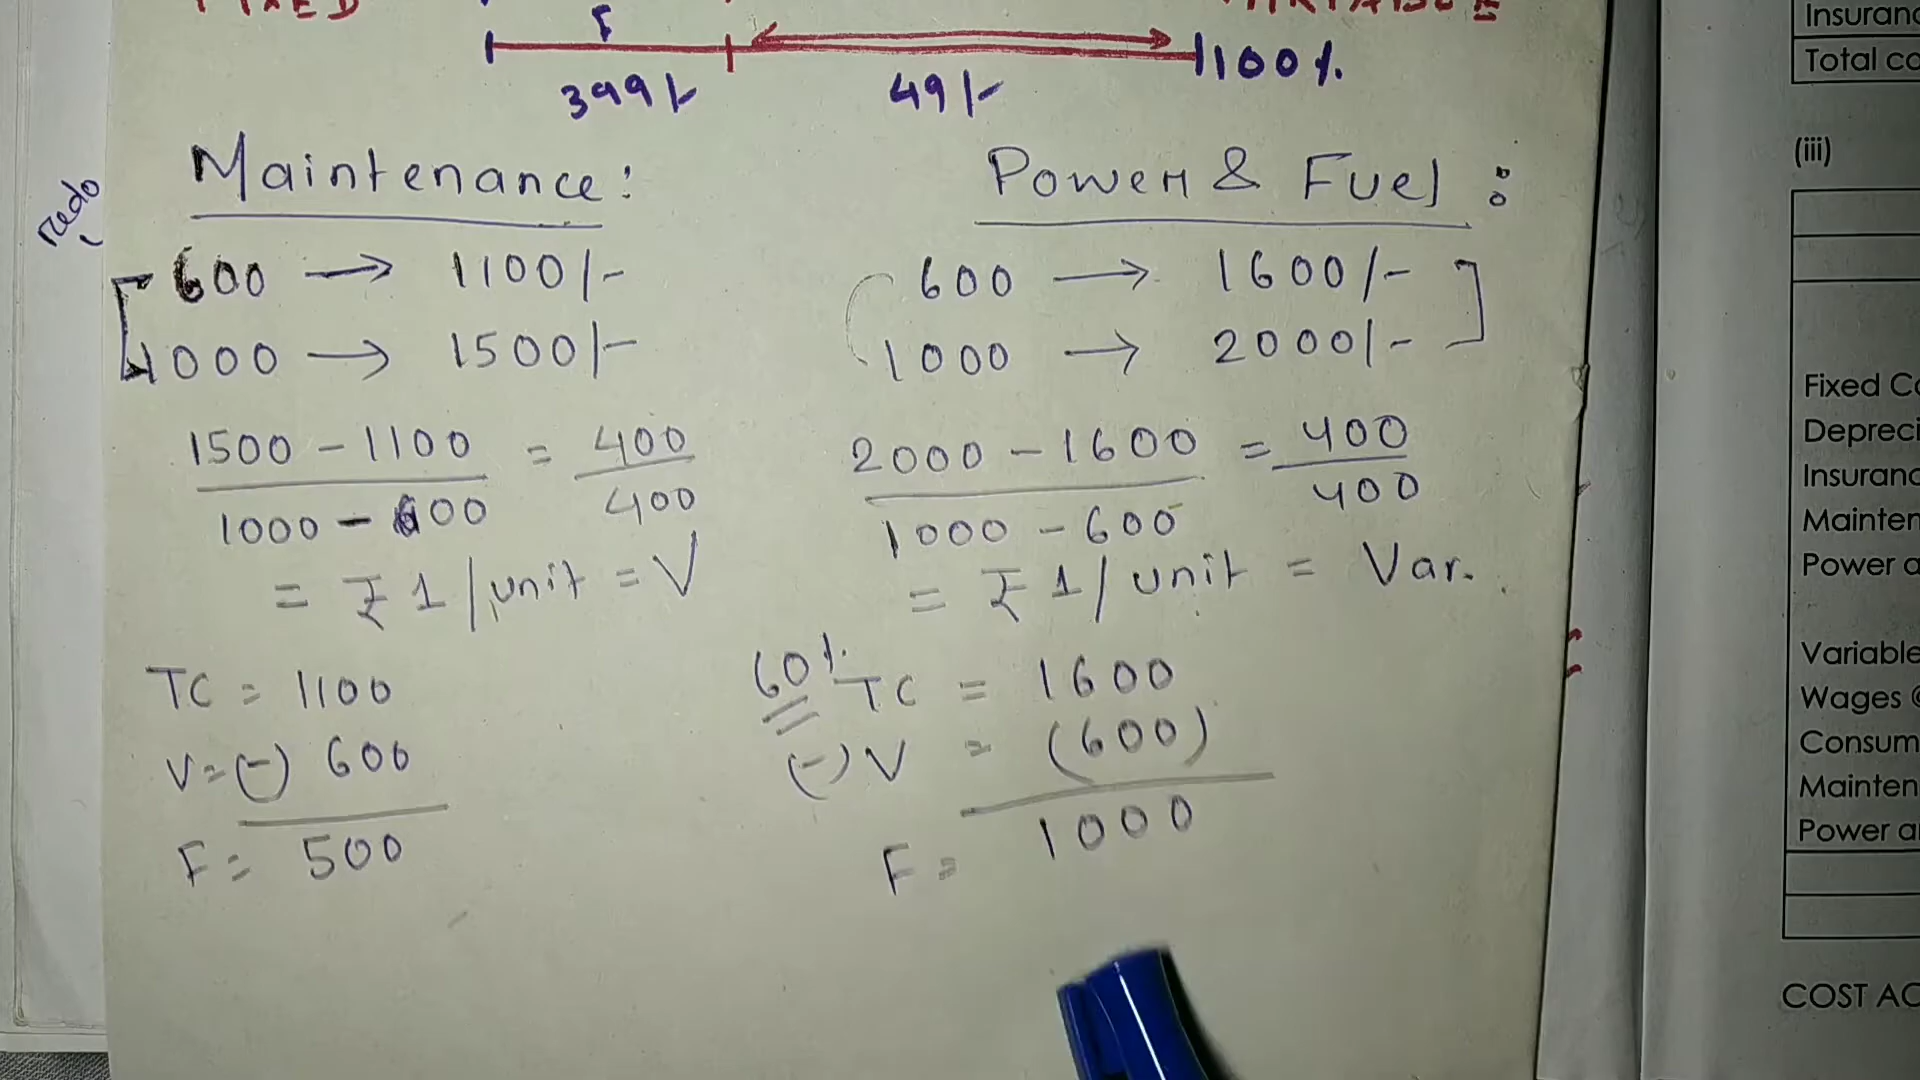 FIXED
F
399/-
49/-
100%
redo
Maintenance:
600 → 1100/-
1000 → 1500/-
1500 - 1100 = 400
1000 - 600 400
= ₹1/unit = V
TC = 1100
V = (-) 600
F = 500
Power & Fuel :
600 → 1600/-
1000 → 2000/-
2000 - 1600 = 400
1000 - 600 400
= ₹1/unit = Var.
60% TC = 1600
(-) V = (600)
F = 1000
Insuranc
Total co
(iii)
Fixed Co
Depreci
Insuranc
Mainten
Power a
Variable
Wages @
Consum
Mainten
Power a
COST AC